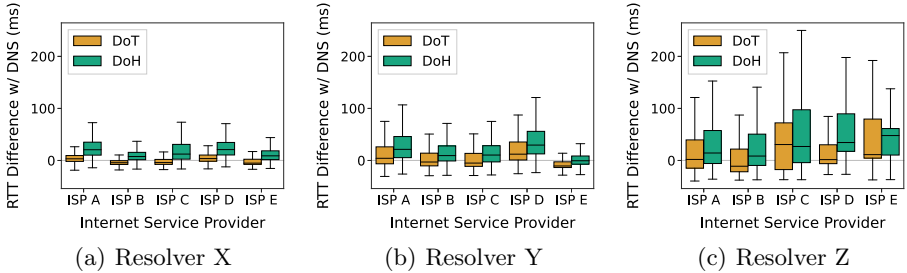 RTT Difference w/ DNS (ms)
200
100
0
DoT
DoH
ISP A ISP B ISP C ISP D ISP E
Internet Service Provider
(a) Resolver X
RTT Difference w/ DNS (ms)
200
100
0
DoT
DoH
ISP A ISP B ISP C ISP D ISP E
Internet Service Provider
(b) Resolver Y
RTT Difference w/ DNS (ms)
200
100
0
DoT
DoH
ISP A ISP B ISP C ISP D ISP E
Internet Service Provider
(c) Resolver Z